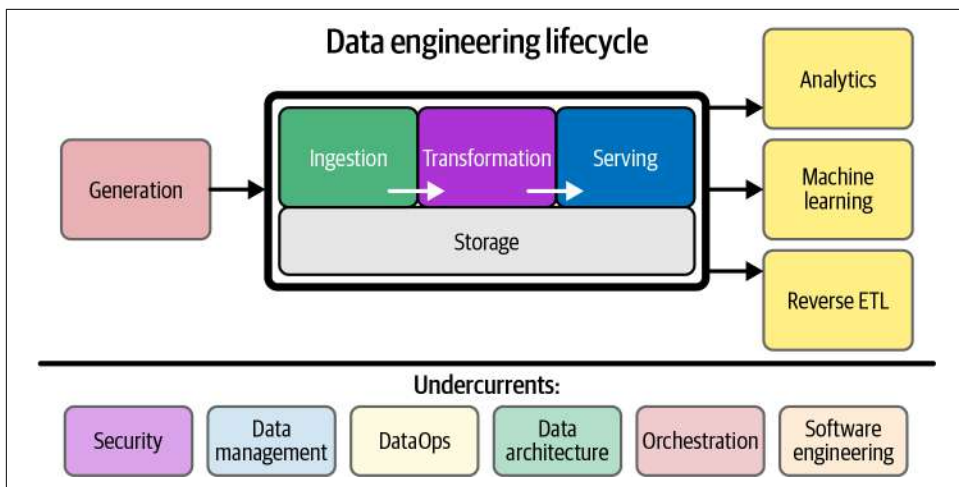 Data engineering lifecycle
Generation
Ingestion
Transformation
Serving
Storage
Analytics
Machine
learning
Reverse ETL
Undercurrents:
Security
Data
management
DataOps
Data
architecture
Orchestration
Software
engineering